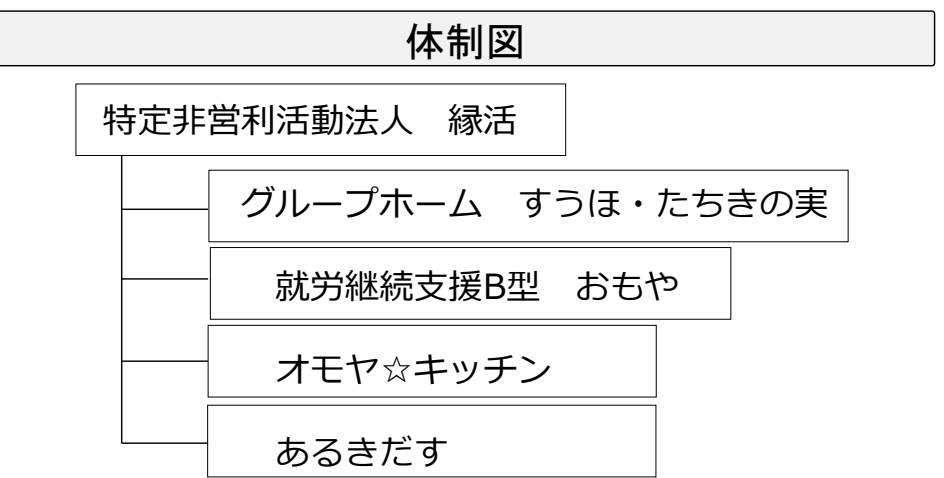 体制図
特定非営利活動法人　縁活
グループホーム　すうほ・たちきの実
就労継続支援B型　おもや
オモヤ☆キッチン
あるきだす